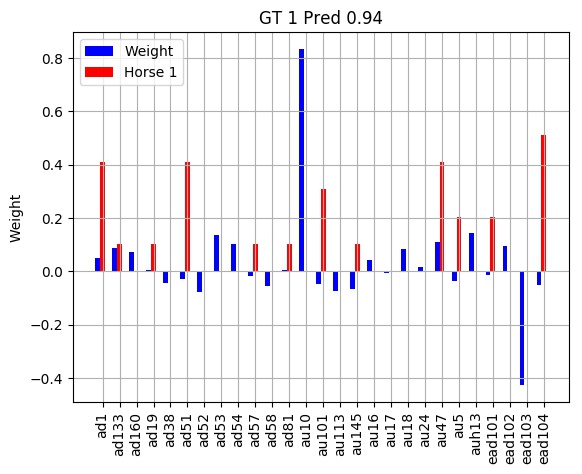 GT 1 Pred 0.94
Weight
Horse 1
0.8
0.6
0.4
0.2
0.0
−0.2
−0.4
Weight
ad1
ad133
ad160
ad19
ad38
ad51
ad52
ad53
ad54
ad57
ad58
ad81
au10
au101
au113
au145
au16
au17
au18
au24
au47
au5
auh13
ead101
ead102
ead103
ead104